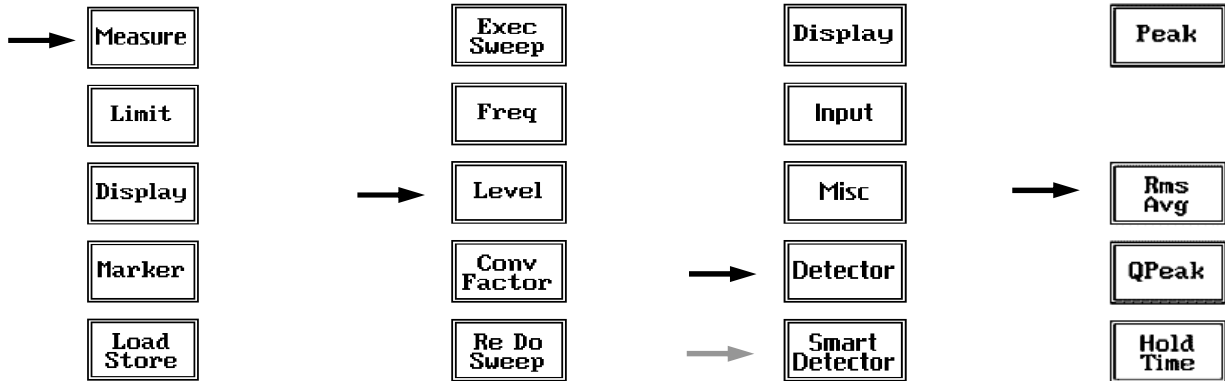 Measure
Limit
Display
Marker
Load
Store
Exec
Sweep
Freq
Level
Conv
Factor
Re Do
Sweep
Display
Input
Misc
Detector
Smart
Detector
Peak
Rms
Avg
QPeak
Hold
Time